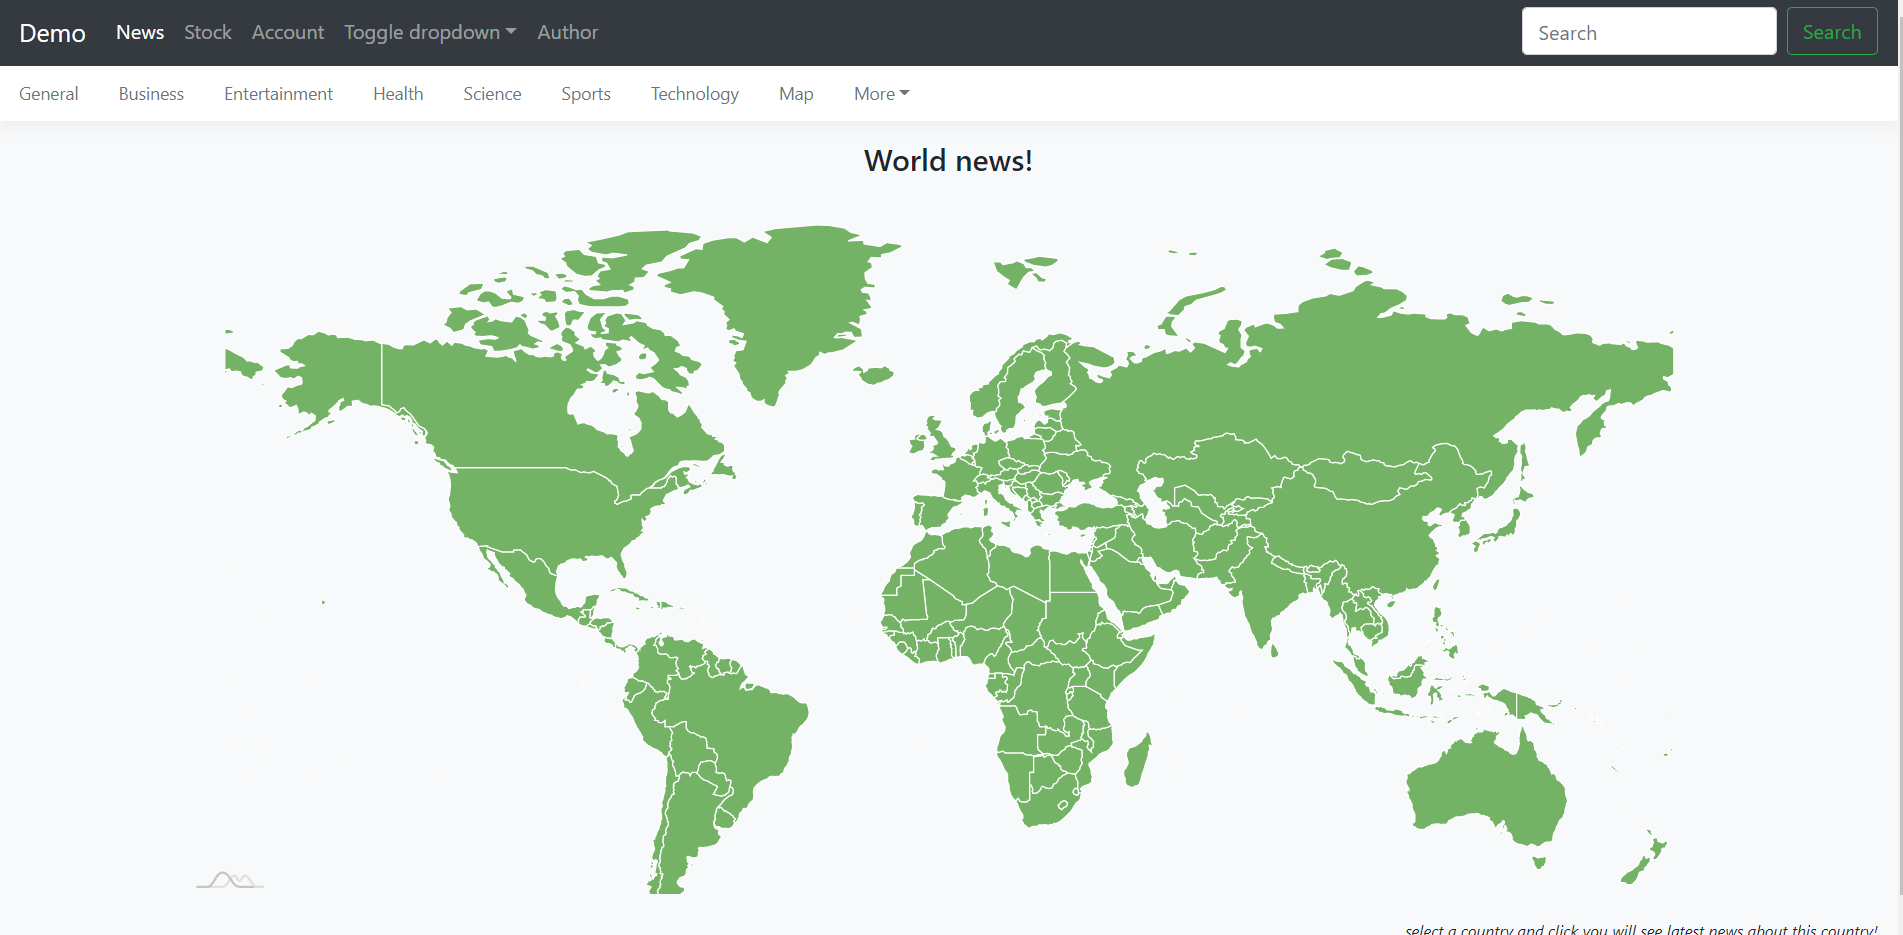 Demo News Stock Account Toggle dropdown Author Search Search
General Business Entertainment Health Science Sports Technology Map More
World news!
select a country and click you will see latest news about this country!